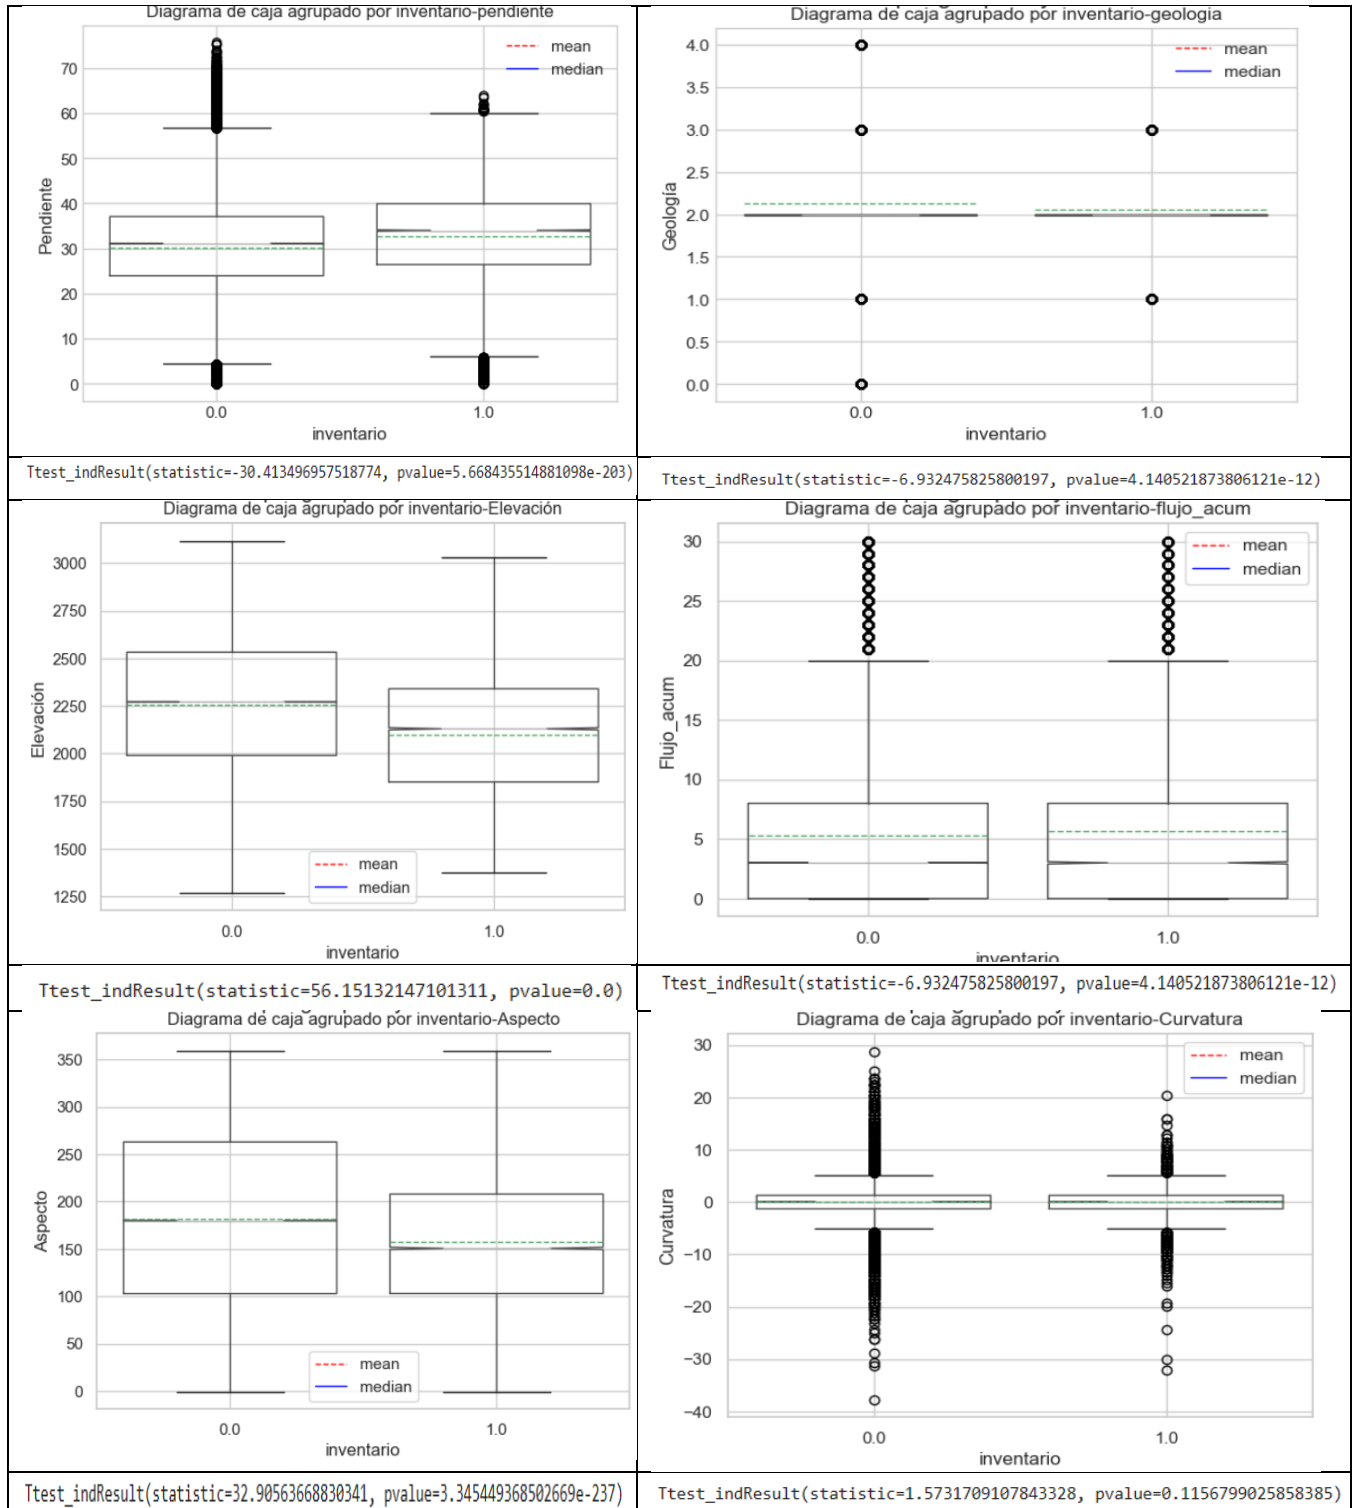 Diagrama de caja agrupado por inventario-pendiente
mean
median
70
60
50
40
30
20
10
0
Pendiente
0.0
1.0
inventario
Ttest_indResult(statistic=-30.413496957518774, pvalue=5.668435514881098e-203)
Diagrama de caja agrupado por inventario-geologia
mean
median
4.0
3.5
3.0
2.5
2.0
1.5
1.0
0.5
0.0
Geología
0.0
1.0
inventario
Ttest_indResult(statistic=-6.932475825800197, pvalue=4.140521873806121e-12)
Diagrama de caja agrupado por inventario-Elevación
3000
2750
2500
2250
2000
1750
1500
1250
Elevación
mean
median
0.0
1.0
inventario
Ttest_indResult(statistic=56.15132147101311, pvalue=0.0)
Diagrama de caja agrupado por inventario-flujo_acum
mean
median
30
25
20
15
10
5
0
Flujo_acum
0.0
1.0
inventario
Ttest_indResult(statistic=-6.932475825800197, pvalue=4.140521873806121e-12)
Diagrama de caja agrupado por inventario-Aspecto
350
300
250
200
150
100
50
0
Aspecto
mean
median
0.0
1.0
inventario
Ttest_indResult(statistic=32.90563668830341, pvalue=3.345449368502669e-237)
Diagrama de caja agrupado por inventario-Curvatura
mean
median
30
20
10
0
−10
−20
−30
−40
Curvatura
0.0
1.0
inventario
Ttest_indResult(statistic=1.5731709107843328, pvalue=0.1156799025858385)